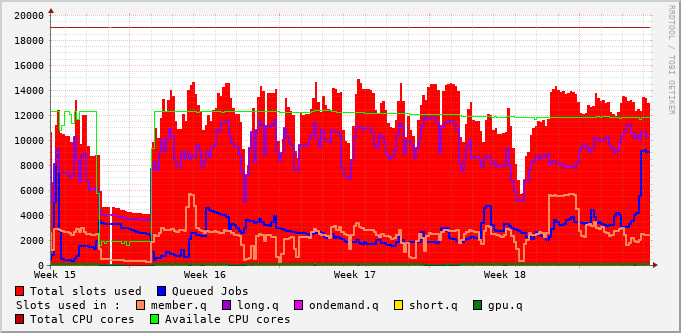 20000
18000
16000
14000
12000
10000
8000
6000
4000
2000
0
Week 15 Week 16 Week 17 Week 18
Total slots used Queued Jobs
Slots used in : member.q long.q ondemand.q short.q gpu.q
Total CPU cores Availale CPU cores
RRDTOOL / TOBI OETIKER